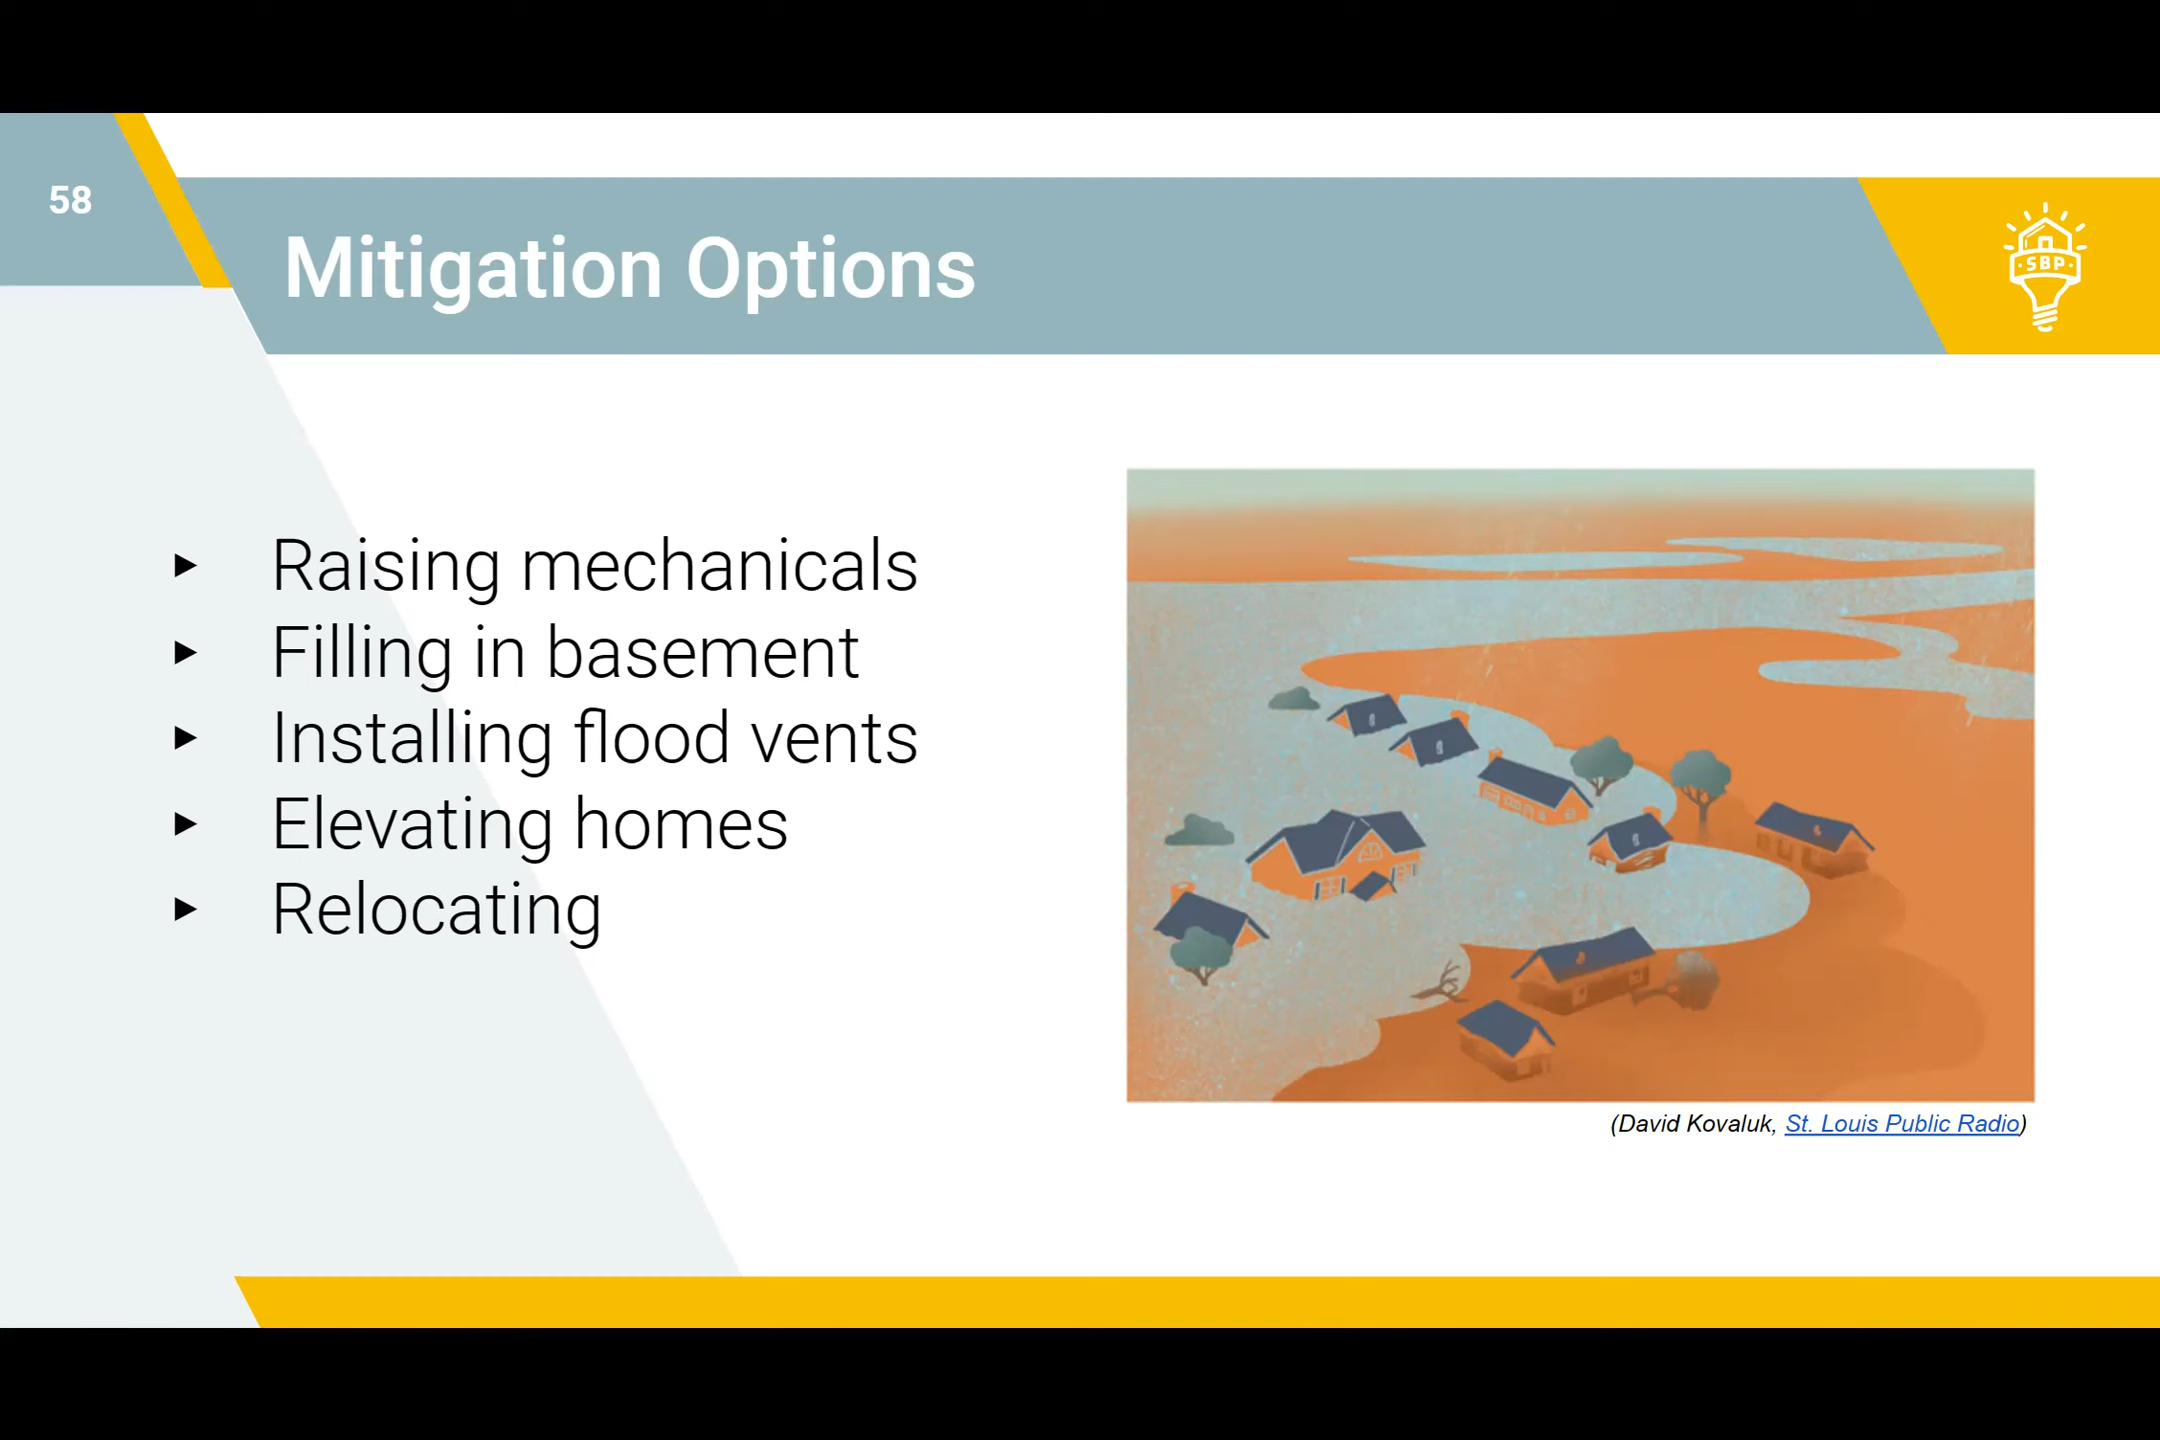 58
Mitigation Options
SBP
Raising mechanicals
Filling in basement
Installing flood vents
Elevating homes
Relocating
(David Kovaluk, St. Louis Public Radio)